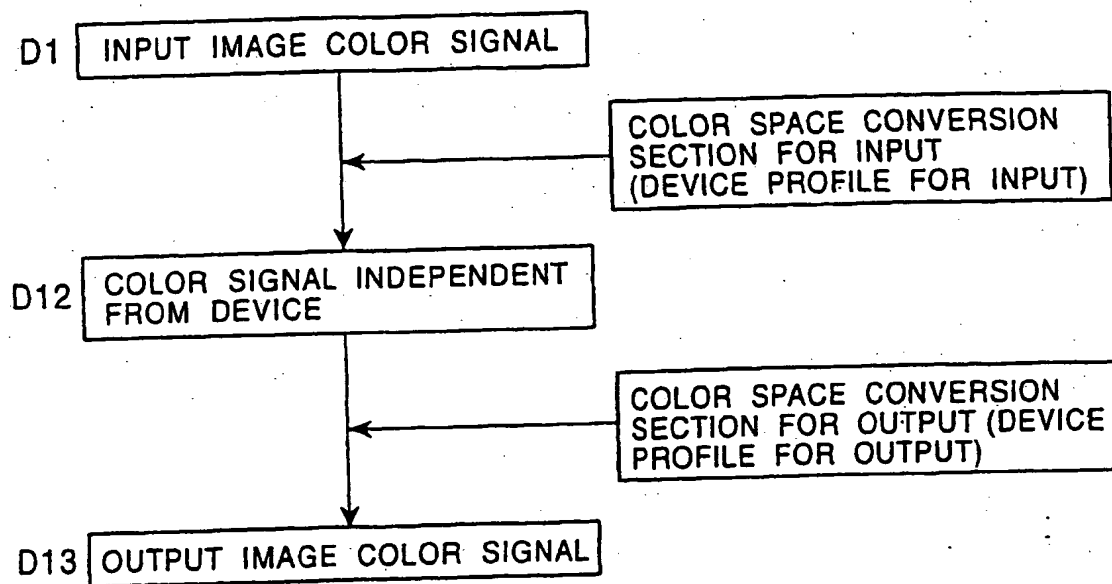 D1 INPUT IMAGE COLOR SIGNAL
COLOR SPACE CONVERSION
SECTION FOR INPUT
(DEVICE PROFILE FOR INPUT)
D12 COLOR SIGNAL INDEPENDENT
FROM DEVICE
COLOR SPACE CONVERSION
SECTION FOR OUTPUT (DEVICE
PROFILE FOR OUTPUT)
D13 OUTPUT IMAGE COLOR SIGNAL